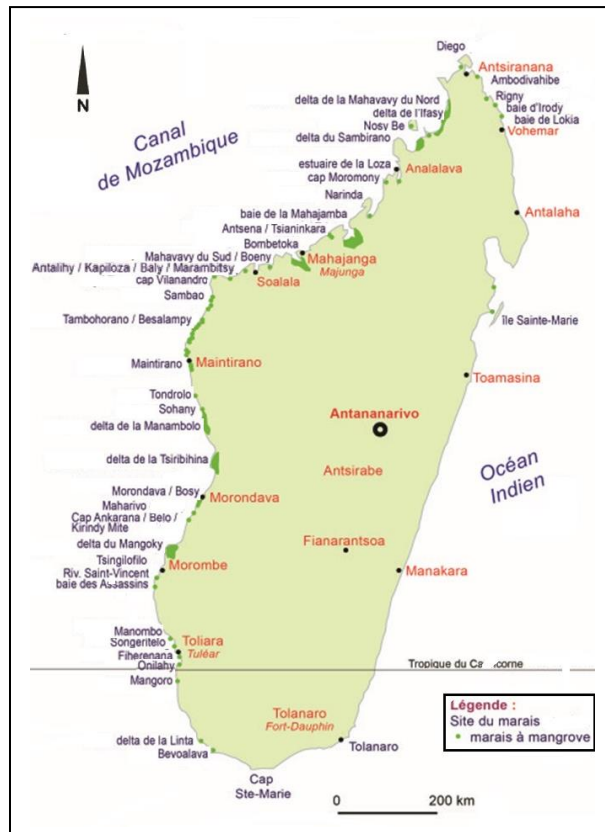 N
Canal
de Mozambique
Diego
Antsiranana
Ambodivahibe
Rigny
baie d'Irody
baie de Lokia
Vohemar
delta de la Mahavavy du Nord
delta de l'Ifasy
Nosy Be
delta du Sambirano
estuaire de la Loza
Analalava
cap Moromony
Narinda
Antalaha
baie de la Mahajamba
Antsena / Tsianinkara
Bombetoka
Mahajanga
Majunga
Mahavavy du Sud / Boeny
Antalihy / Kapiloza / Baly / Marambitsy
Soalala
cap Vilanandro
Sambao
Tambohorano / Besalampy
île Sainte-Marie
Maintirano
Maintirano
Toamasina
Tondrolo
Sohany
delta de la Manambolo
Antananarivo
delta de la Tsiribihina
Antsirabe
Océan
Indien
Morondava / Bosy
Morondava
Maharivo
Cap Ankarana / Belo /
Kirindy Mite
delta du Mangoky
Fianarantsoa
Tsingilofilo
Morombe
Riv. Saint-Vincent
baie des Assassins
Manakara
Manombo
Songeritelo
Toliara
Tuléar
Fiherenana
Onilahy
Tropique du Ca corne
Mangoro
Légende :
Site du marais
marais à mangrove
Tolanaro
Fort-Dauphin
delta de la Linta
Bevoalava
Tolanaro
Cap
Ste-Marie
0 200 km